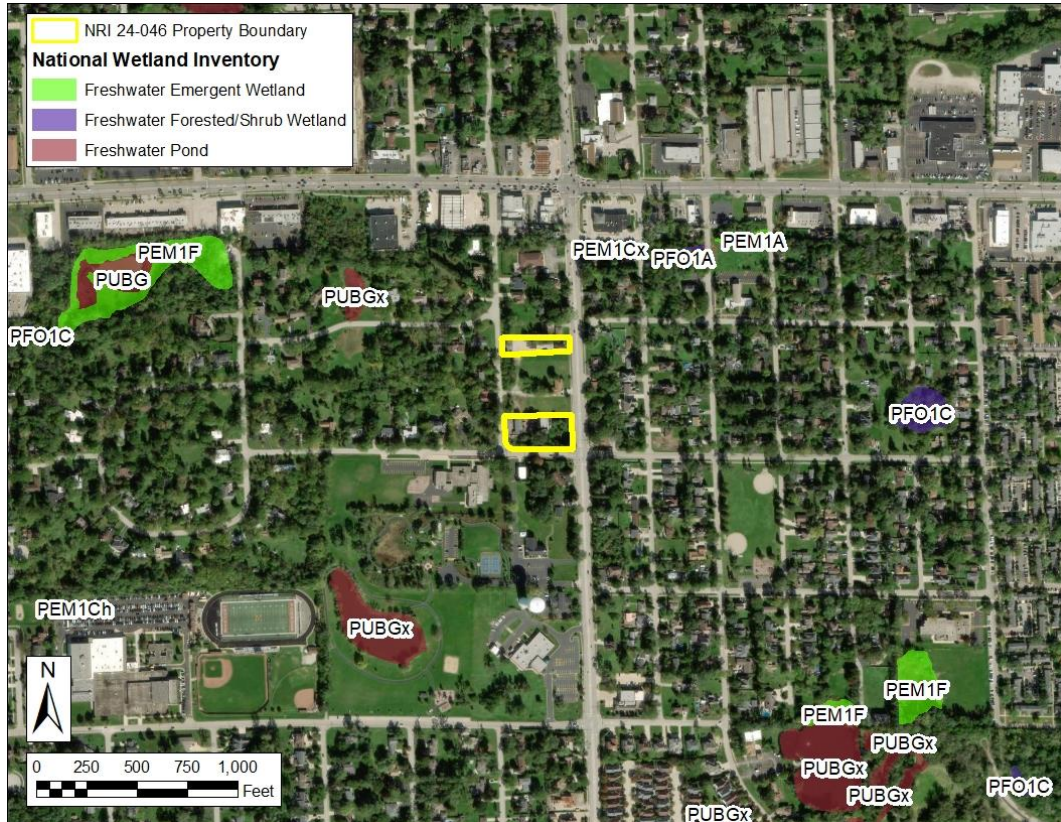 NRI 24-046 Property Boundary
National Wetland Inventory
Freshwater Emergent Wetland
Freshwater Forested/Shrub Wetland
Freshwater Pond
PEM1F
PUBG
PFO1C
PUBGx
PEM1Cx
PFO1A
PEM1A
PFO1C
PEM1Ch
PUBGx
PEM1F
PEM1F
PUBGx
PUBGx
PUBGx
PFO1C
PUBGx
N
0 250 500 750 1,000
Feet